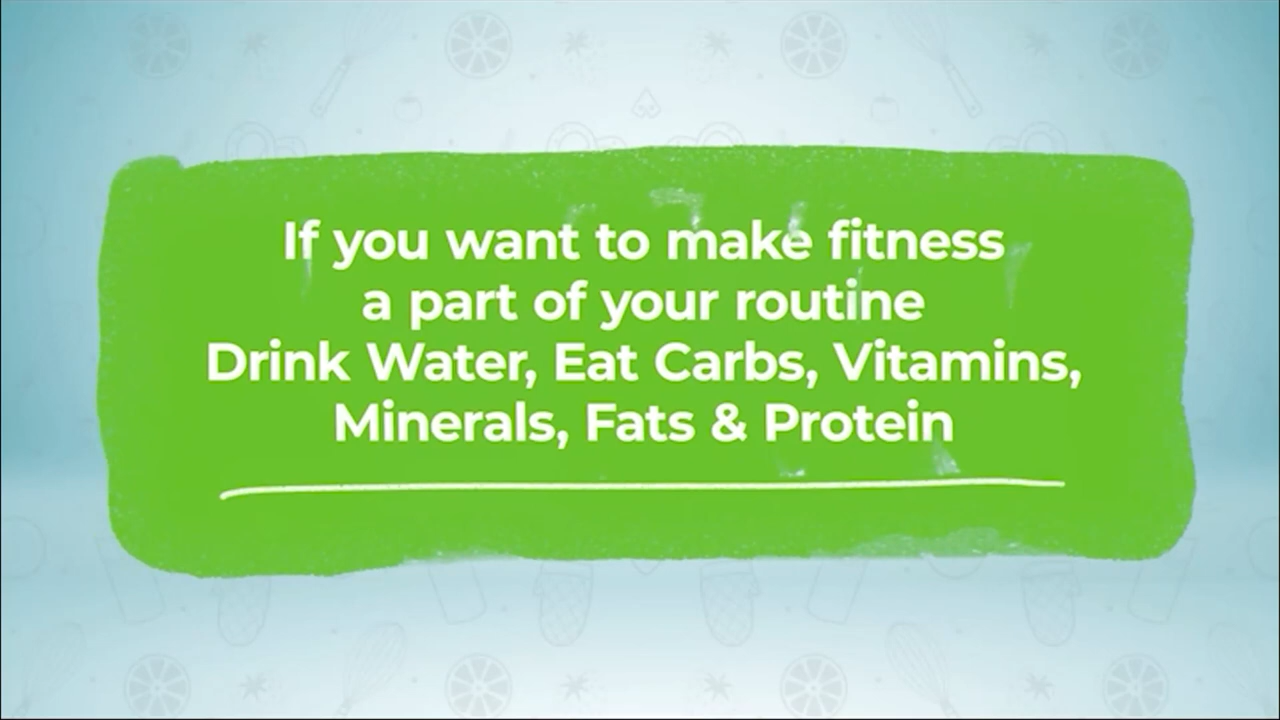 If you want to make fitness
a part of your routine
Drink Water, Eat Carbs, Vitamins,
Minerals, Fats & Protein